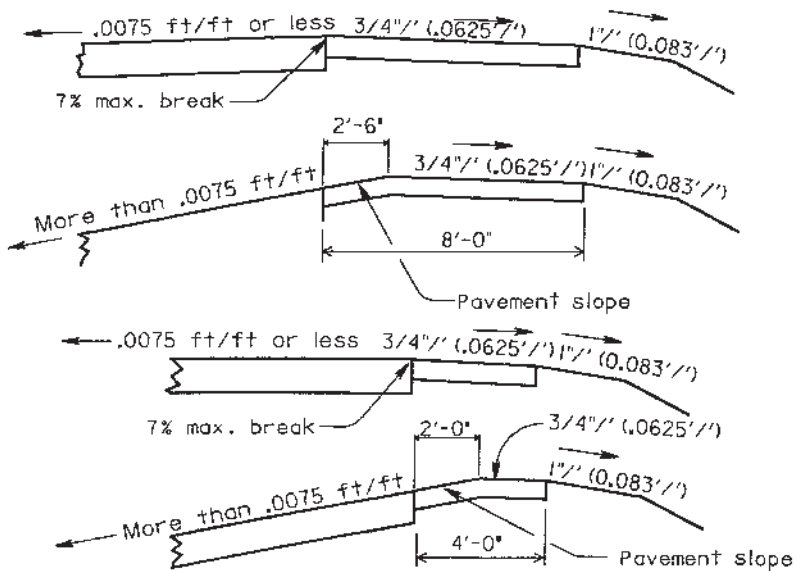 .0075 ft/ft or less 3/4"/' (.0625'/') 1"/' (0.083'/')
7% max. break
2'-6"
3/4"/' (.0625'/') 1"/' (0.083'/')
More than .0075 ft/ft
8'-0"
Pavement slope
.0075 ft/ft or less 3/4"/' (.0625'/') 1"/' (0.083'/')
7% max. break
2'-0"
3/4"/' (.0625'/')
1"/' (0.083'/')
More than .0075 ft/ft
4'-0"
Pavement slope